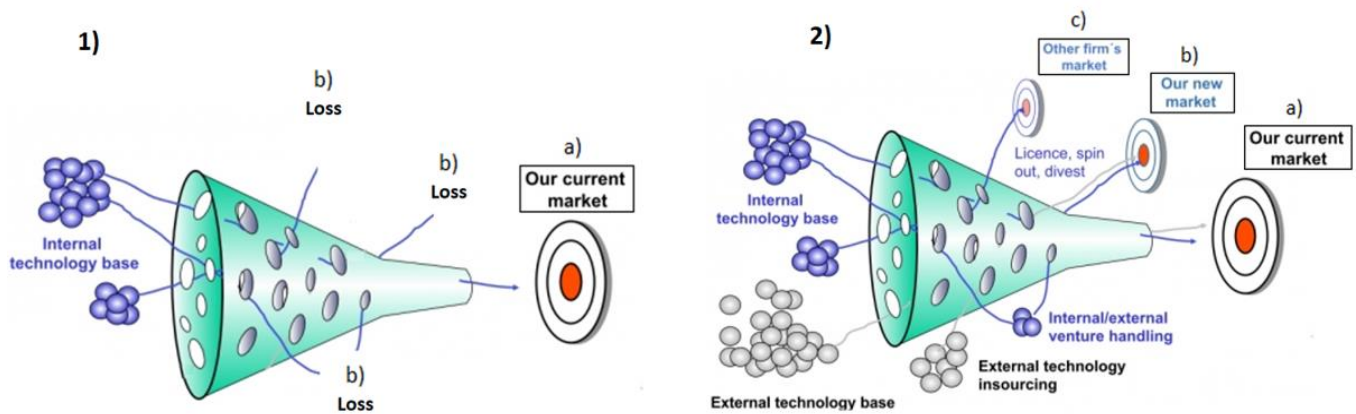 1)
b)
Loss
b)
Loss
a)
Our current
market
Internal
technology base
b)
Loss
2)
c)
Other firm´s
market
b)
Our new
market
a)
Our current
market
Licence, spin
out, divest
Internal
technology base
Internal/external
venture handling
External technology
insourcing
External technology base